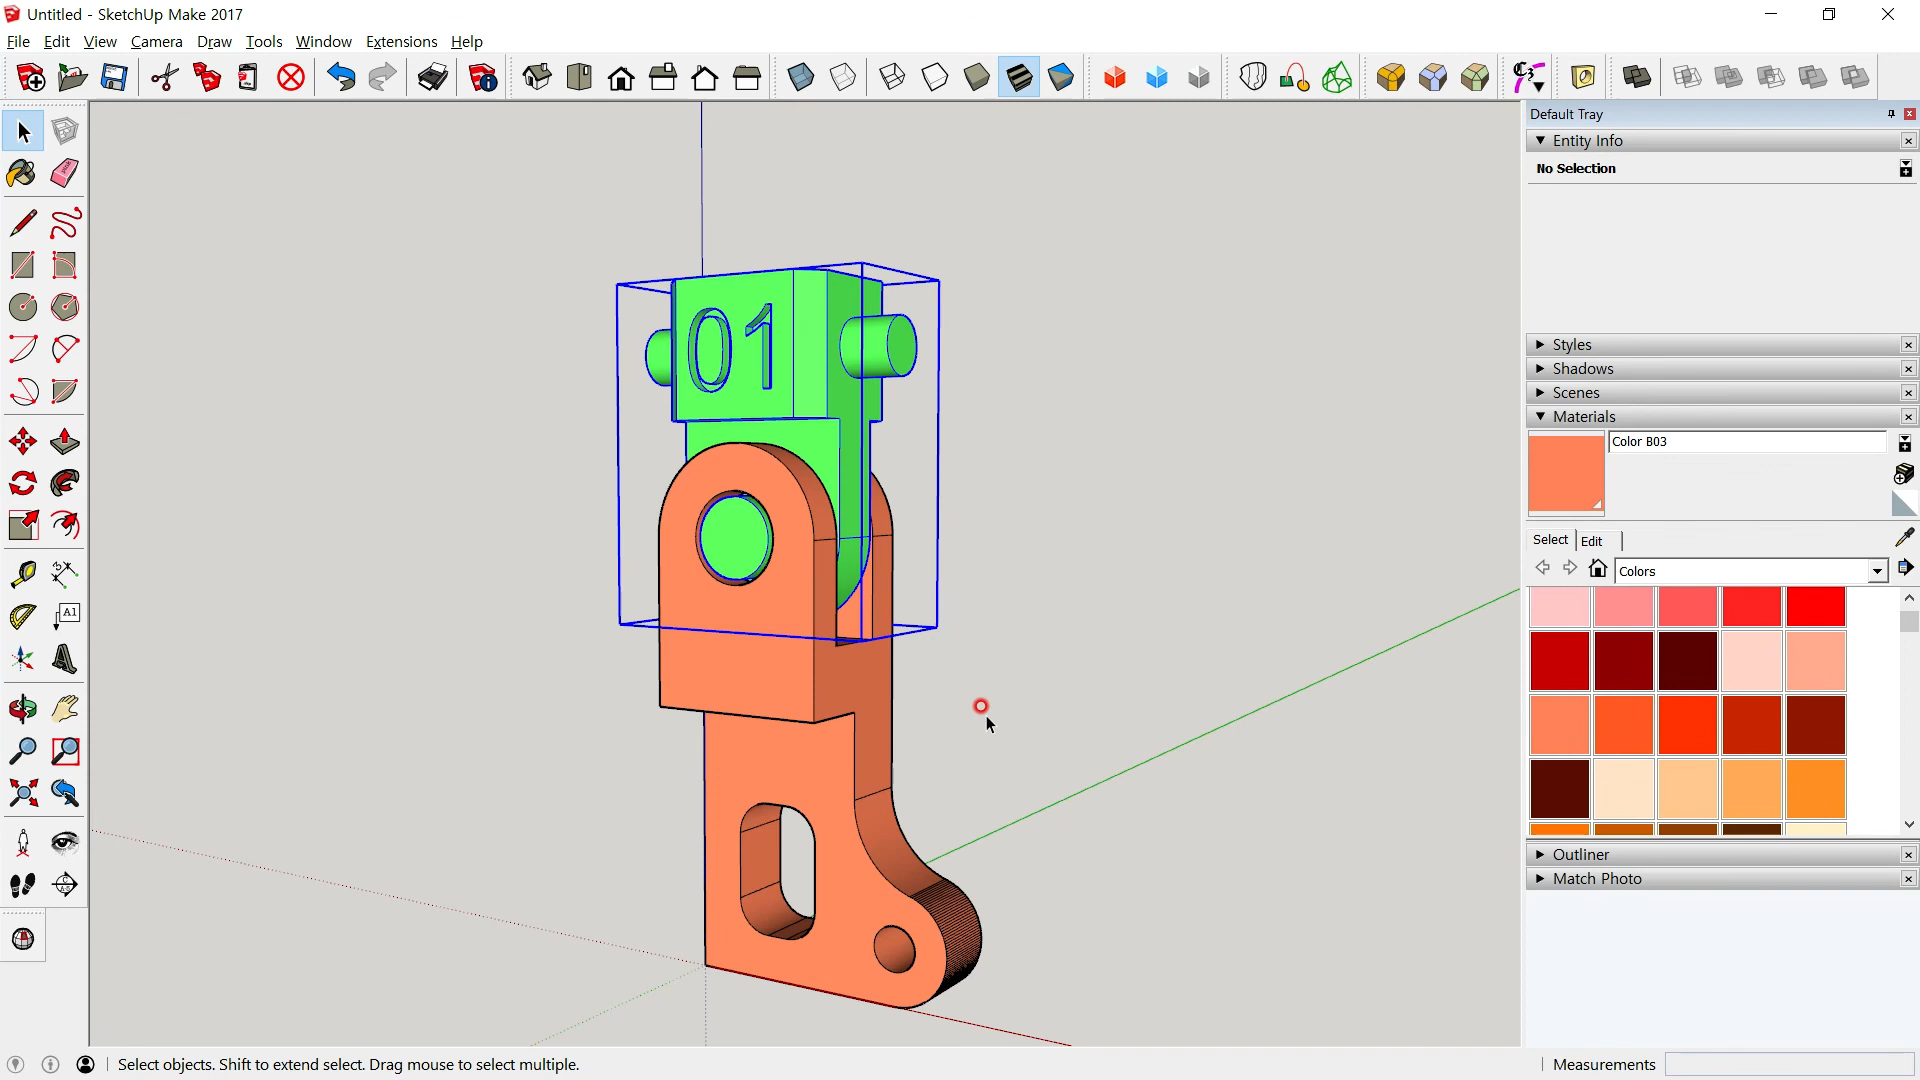 Untitled - SketchUp Make 2017
File Edit View Camera Draw Tools Window Extensions Help
Default Tray
Entity Info
No Selection
01
Styles
Shadows
Scenes
Materials
Color B03
Select Edit
Colors
A1
Outliner
Match Photo
Select objects. Shift to extend select. Drag mouse to select multiple.
Measurements